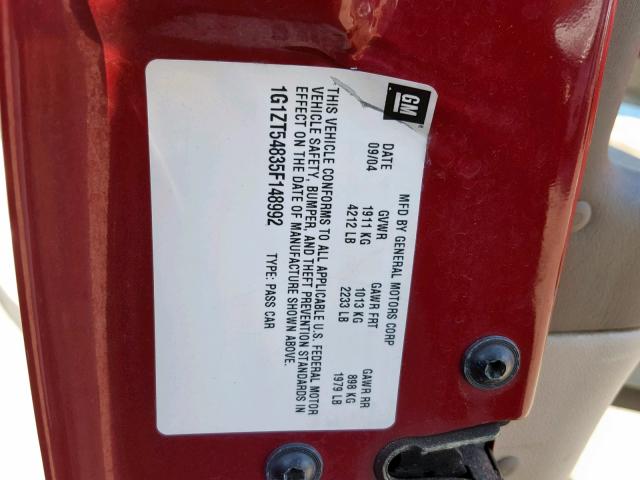 GM
MFD BY GENERAL MOTORS CORP
DATE GVWR GAWR FRT GAWR RR
09/04 1911 KG 1013 KG 898 KG
4212 LB 2233 LB 1979 LB
THIS VEHICLE CONFORMS TO ALL APPLICABLE U.S. FEDERAL MOTOR
VEHICLE SAFETY, BUMPER, AND THEFT PREVENTION STANDARDS IN
EFFECT ON THE DATE OF MANUFACTURE SHOWN ABOVE.
1G1ZT54835F148992 TYPE: PASS CAR